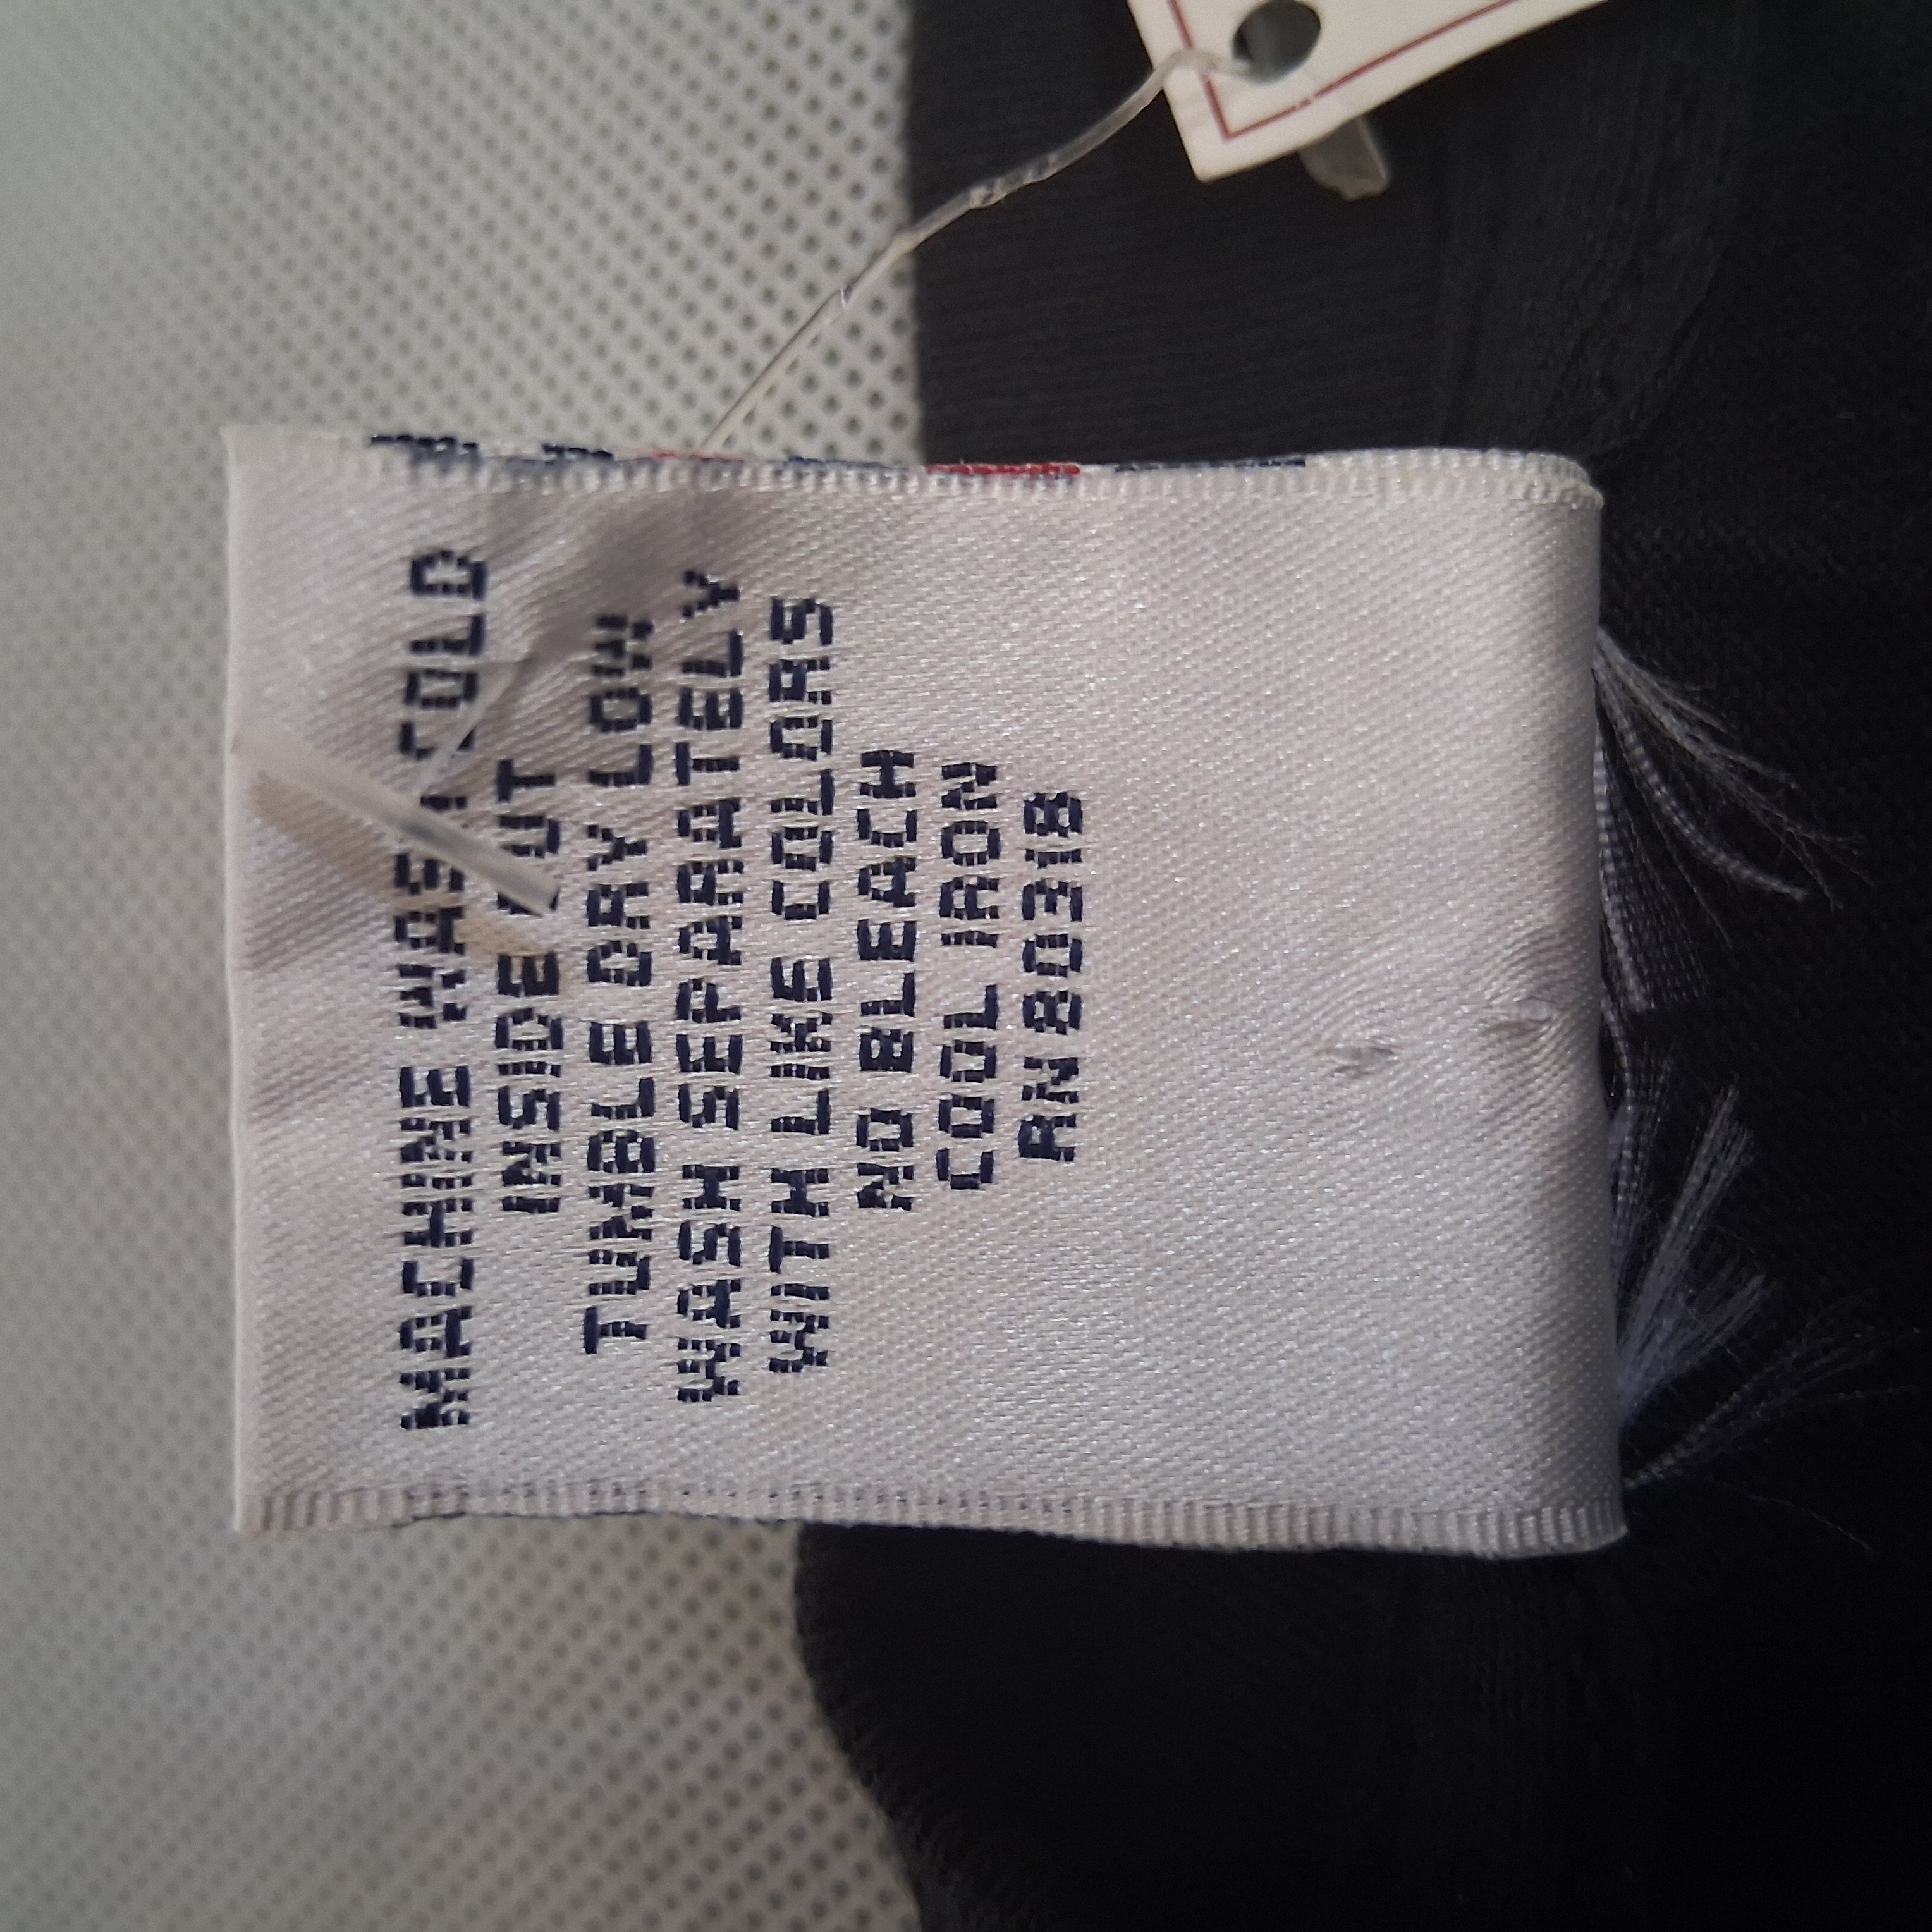 MACHINE WASH COLD
INSIDE OUT
TUMBLE DRY LOW
WASH SEPARATELY
WITH LIKE COLORS
NO BLEACH
COOL IRON
RN 80318